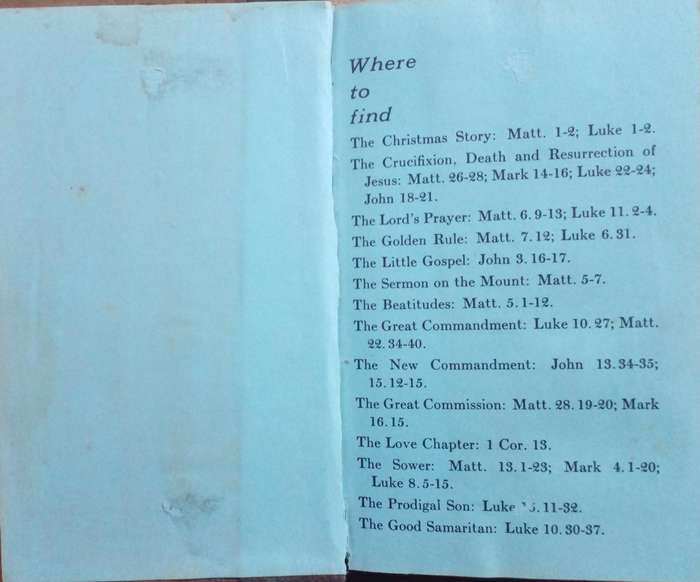 Where
to
find
The Christmas Story: Matt. 1-2; Luke 1-2.
The Crucifixion, Death and Resurrection of
Jesus: Matt. 26-28; Mark 14-16; Luke 22-24;
John 18-21.
The Lord's Prayer: Matt. 6. 9-13; Luke 11. 2-4.
The Golden Rule: Matt. 7. 12; Luke 6. 31.
The Little Gospel: John 3. 16-17.
The Sermon on the Mount: Matt. 5-7.
The Beatitudes: Matt. 5. 1-12.
The Great Commandment: Luke 10. 27; Matt.
22. 34-40.
The New Commandment: John 13. 34-35;
15. 12-15.
The Great Commission: Matt. 28. 19-20; Mark
16. 15.
The Love Chapter: 1 Cor. 13.
The Sower: Matt. 13. 1-23; Mark 4. 1-20;
Luke 8. 5-15.
The Prodigal Son: Luke 11-32.
The Good Samaritan: Luke 10. 30-37.